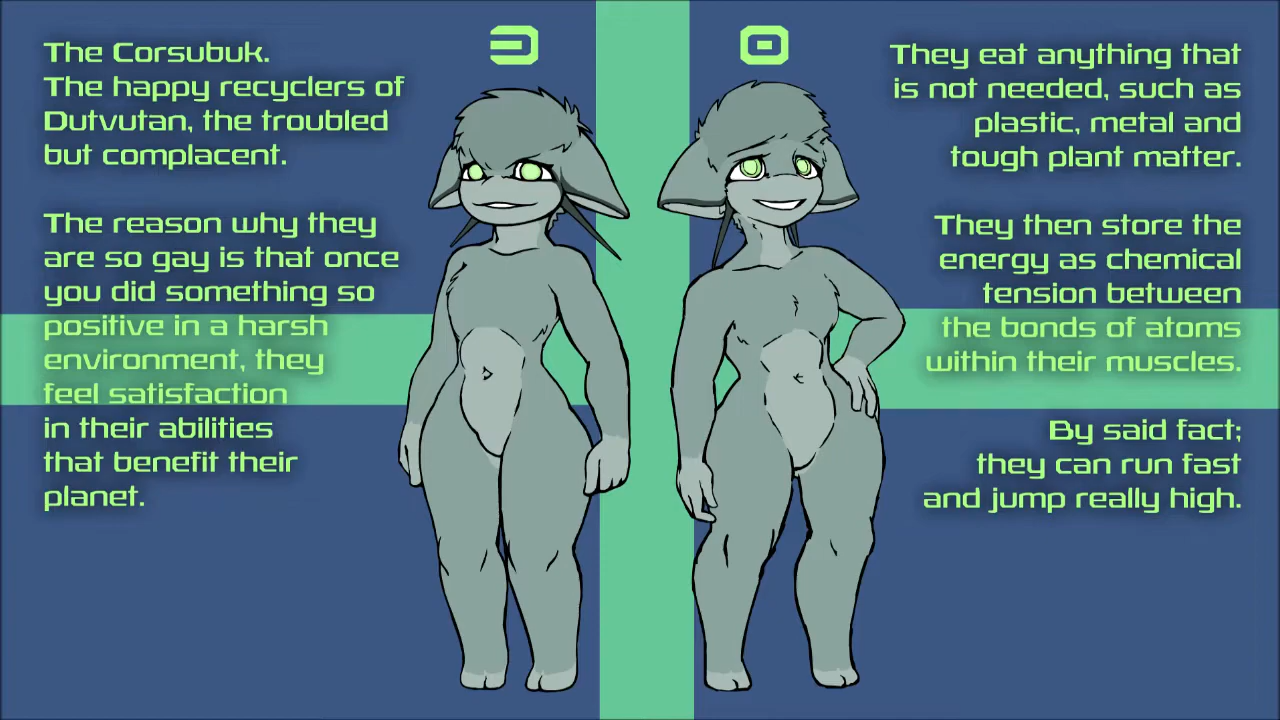 The Corsubuk.
The happy recyclers of
Dutvutan, the troubled
but complacent.
The reason why they
are so gay is that once
you did something so
positive in a harsh
environment, they
feel satisfaction
in their abilities
that benefit their
planet.
They eat anything that
is not needed, such as
plastic, metal and
tough plant matter.
They then store the
energy as chemical
tension between
the bonds of atoms
within their muscles.
By said fact;
they can run fast
and jump really high.